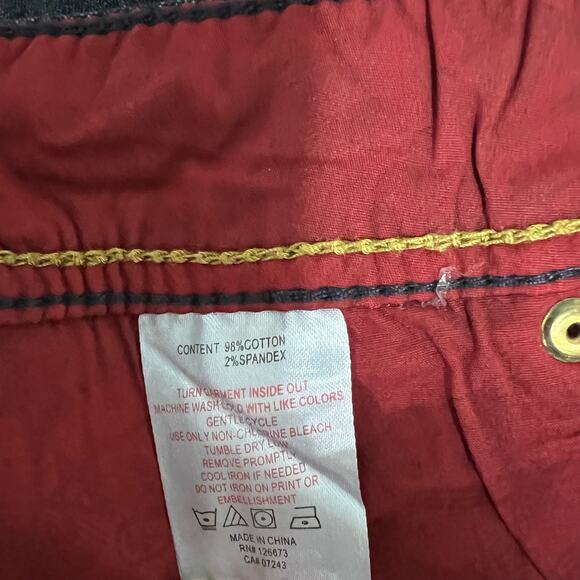 CONTENT 98%COTTON
2%SPANDEX
TURN GARMENT INSIDE OUT
MACHINE WASH COLD WITH LIKE COLORS
GENTLE CYCLE
USE ONLY NON-CHLORINE BLEACH
TUMBLE DRY LOW
REMOVE PROMPTLY
COOL IRON IF NEEDED
DO NOT IRON ON PRINT OR
EMBELLISHMENT
MADE IN CHINA
RN# 126673
CA# 07243